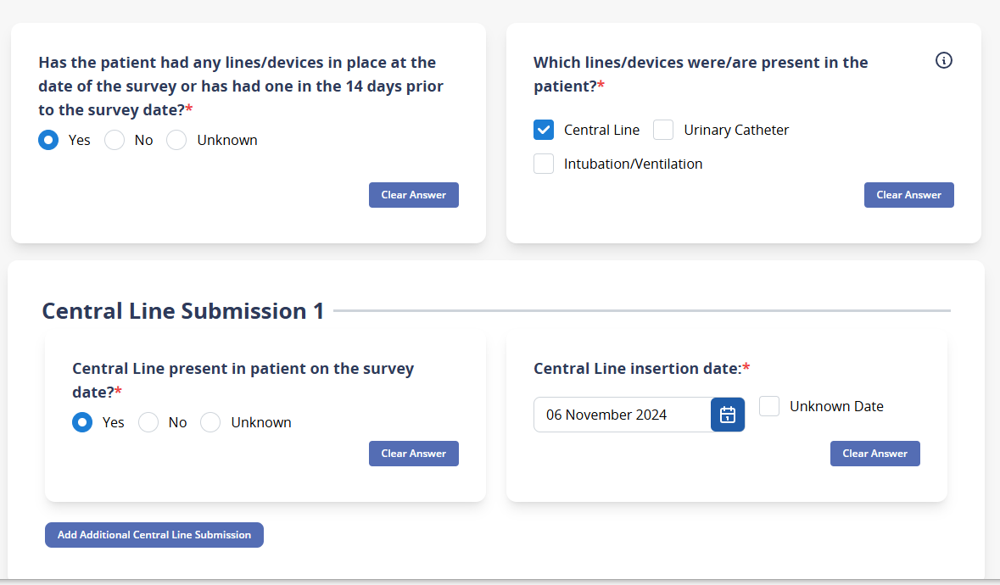 Has the patient had any lines/devices in place at the
date of the survey or has had one in the 14 days prior
to the survey date?*
Yes No Unknown
Clear Answer
Which lines/devices were/are present in the
patient?*
Central Line Urinary Catheter
Intubation/Ventilation
Clear Answer
Central Line Submission 1
Central Line present in patient on the survey
date?*
Yes No Unknown
Clear Answer
Central Line insertion date:*
06 November 2024 Unknown Date
Clear Answer
Add Additional Central Line Submission